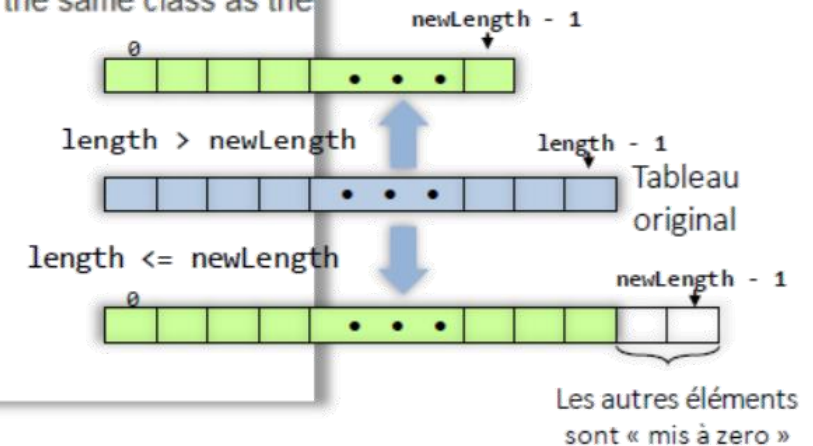 the same class as the
newLength - 1
0
length > newLength
length - 1
Tableau
original
length <= newLength
newLength - 1
0
Les autres éléments
sont « mis à zero »